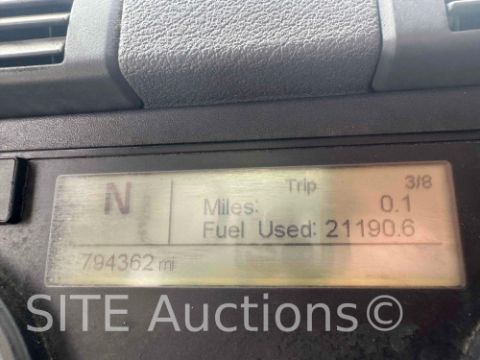 Trip 3/8
N
Miles: 0.1
Fuel Used: 21190.6
794362 mi
SITE Auctions©